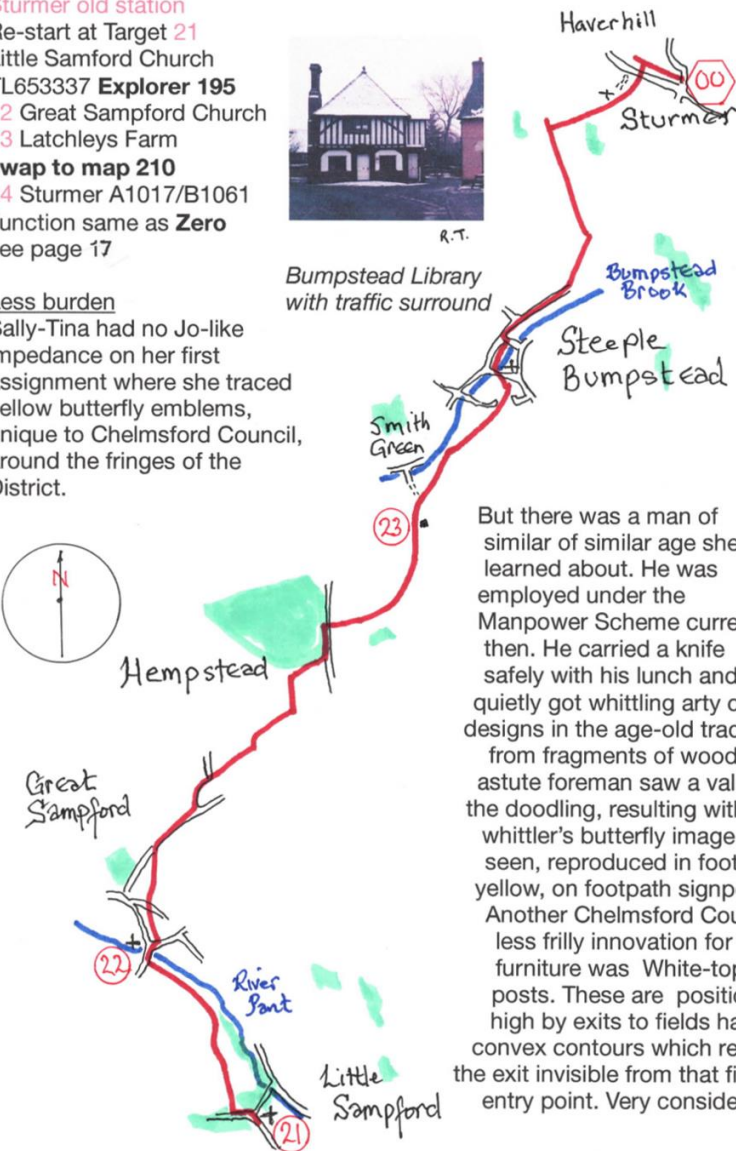 Sturmer old station
Re-start at Target 21
Little Samford Church
TL653337 Explorer 195
22 Great Sampford Church
23 Latchleys Farm
Swap to map 210
24 Sturmer A1017/B1061
junction same as Zero
see page 17
Less burden
Sally-Tina had no Jo-like
impedance on her first
assignment where she traced
yellow butterfly emblems,
unique to Chelmsford Council,
around the fringes of the
District.
R.T.
Bumpstead Library
with traffic surround
Haverhill
00
Sturmer
Bumpstead
Brook
Steeple
Bumpstead
Smith
Green
23
N
Hempstead
Great
Sampford
22
River
Pant
Little
Sampford
21
But there was a man of
similar of similar age she
learned about. He was
employed under the
Manpower Scheme curre
then. He carried a knife
safely with his lunch and
quietly got whittling arty
designs in the age-old trad
from fragments of wood
astute foreman saw a val
the doodling, resulting with
whittler's butterfly image
seen, reproduced in foot
yellow, on footpath signp
Another Chelmsford Cou
less frilly innovation for
furniture was White-top
posts. These are positio
high by exits to fields ha
convex contours which re
the exit invisible from that fi
entry point. Very conside